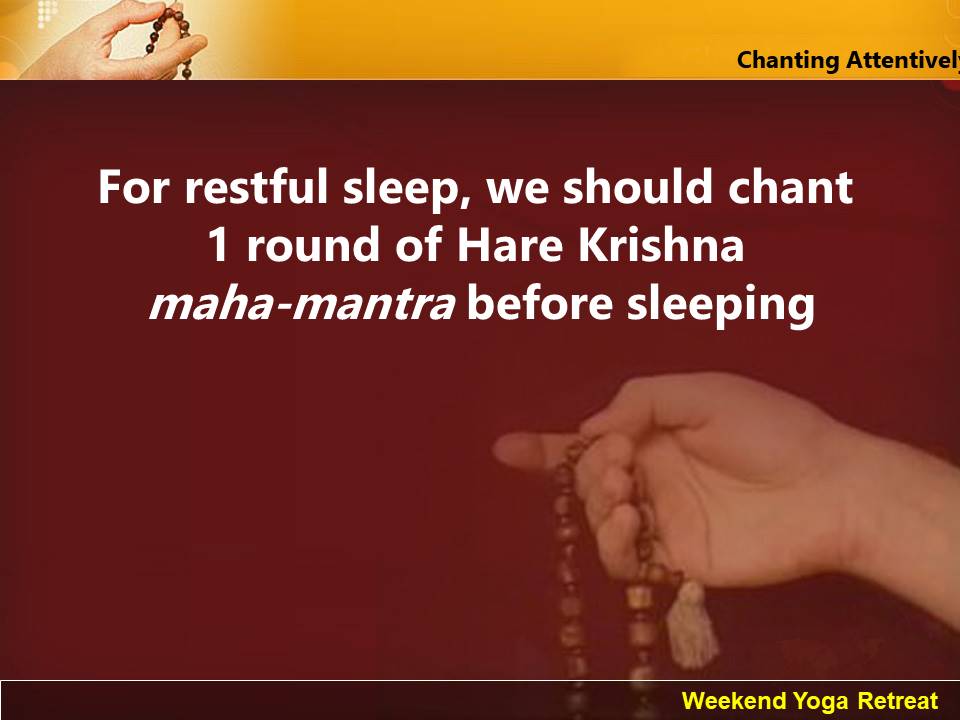 Chanting Attentively
For restful sleep, we should chant
1 round of Hare Krishna
maha-mantra before sleeping
Weekend Yoga Retreat